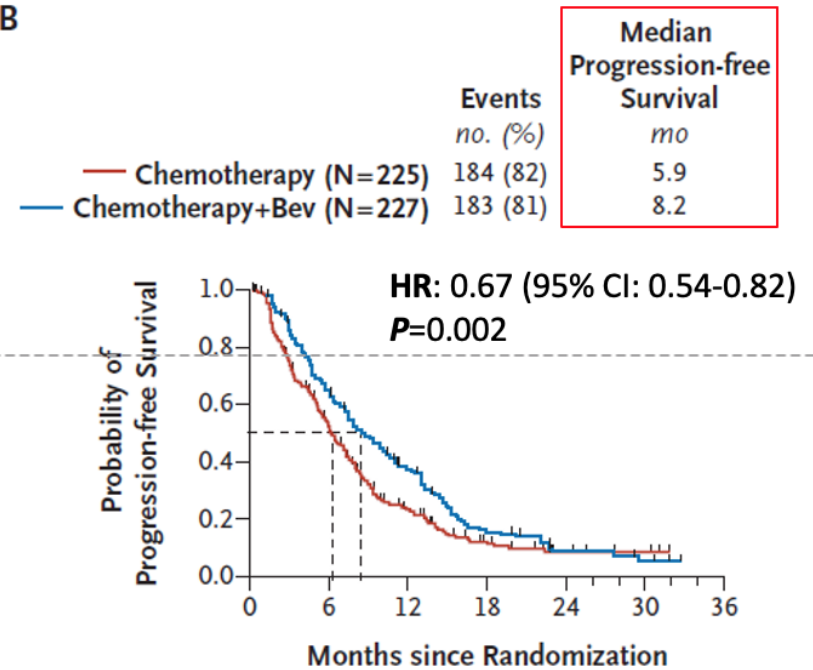 B
Median
Progression-free
Events Survival
no. (%) mo
Chemotherapy (N=225) 184 (82) 5.9
Chemotherapy+Bev (N=227) 183 (81) 8.2
HR: 0.67 (95% CI: 0.54-0.82)
P=0.002
Probability of
Progression-free Survival
1.0
0.8
0.6
0.4
0.2
0.0
0 6 12 18 24 30 36
Months since Randomization